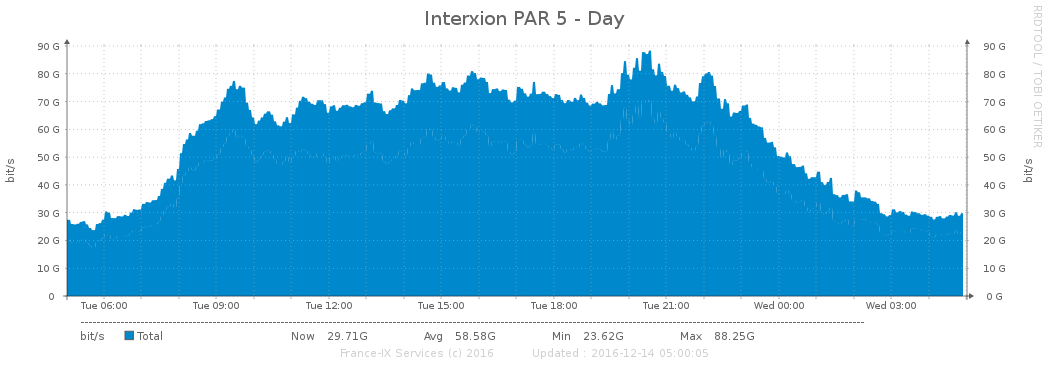 Interxion PAR 5 - Day
RRDTOOL / TOBI OETIKER
90 G 90 G
80 G 80 G
70 G 70 G
60 G 60 G
50 G 50 G
40 G 40 G
30 G 30 G
20 G 20 G
10 G 10 G
0 0 G
bit/s
bit/s
Tue 06:00 Tue 09:00 Tue 12:00 Tue 15:00 Tue 18:00 Tue 21:00 Wed 00:00 Wed 03:00
bit/s Total Now 29.71G Avg 58.58G Min 23.62G Max 88.25G
France-IX Services (c) 2016 Updated : 2016-12-14 05:00:05